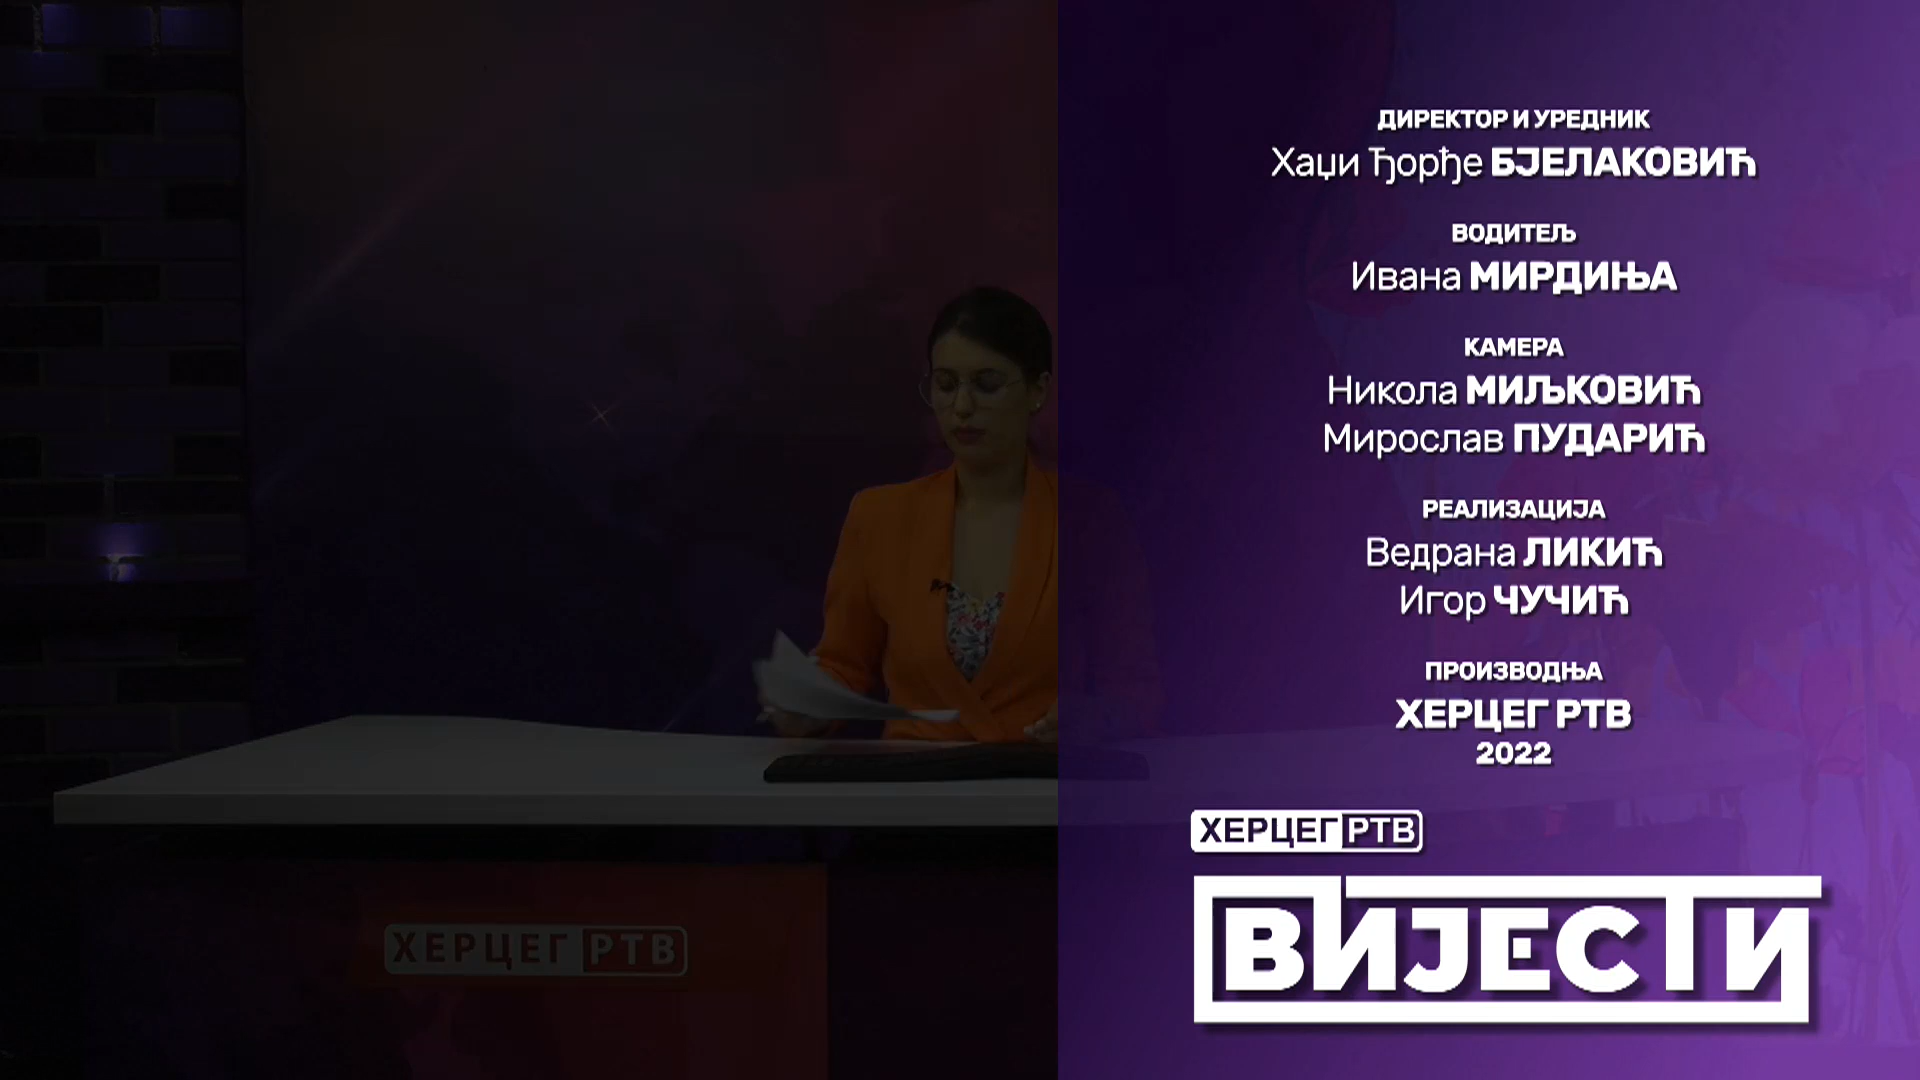 ДИРЕКТОР И УРЕДНИК
Хаџи Ђорђе БЈЕЛАКОВИЋ
ВОДИТЕЉ
Ивана МИРДИЊА
КАМЕРА
Никола МИЉКОВИЋ
Мирослав ПУДАРИЋ
РЕАЛИЗАЦИЈА
Ведрана ЛИКИЋ
Игор ЧУЧИЋ
ПРОИЗВОДЊА
ХЕРЦЕГ РТВ
2022
ХЕРЦЕГ РТВ
ВИЈЕСТИ
ХЕРЦЕГ РТВ